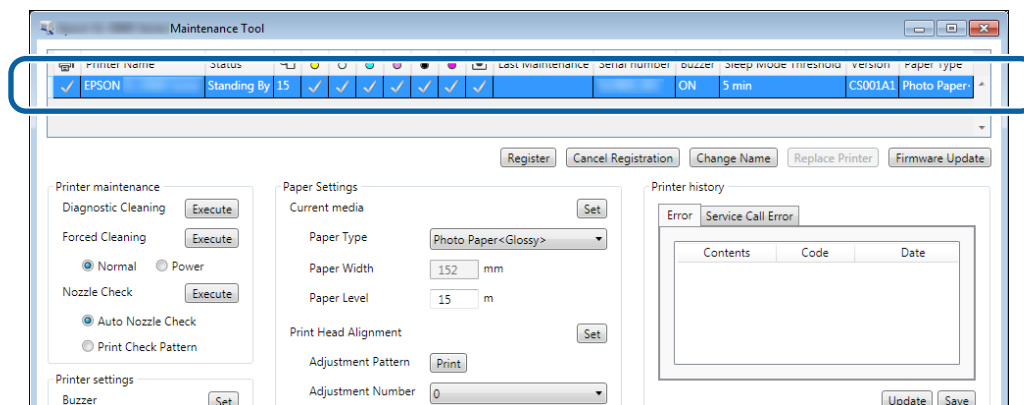 Maintenance Tool
Printer Name Status Last Maintenance Serial number Buzzer Sleep Mode Threshold Version Paper Type
EPSON Standing By 15 ON 5 min CS001A1 Photo Paper
Register Cancel Registration Change Name Replace Printer Firmware Update
Printer maintenance
Diagnostic Cleaning Execute
Forced Cleaning Execute
Normal Power
Nozzle Check Execute
Auto Nozzle Check
Print Check Pattern
Printer settings
Buzzer Set
Paper Settings
Current media Set
Paper Type Photo Paper<Glossy>
Paper Width 152 mm
Paper Level 15 m
Print Head Alignment Set
Adjustment Pattern Print
Adjustment Number 0
Printer history
Error Service Call Error
Contents Code Date
Update Save